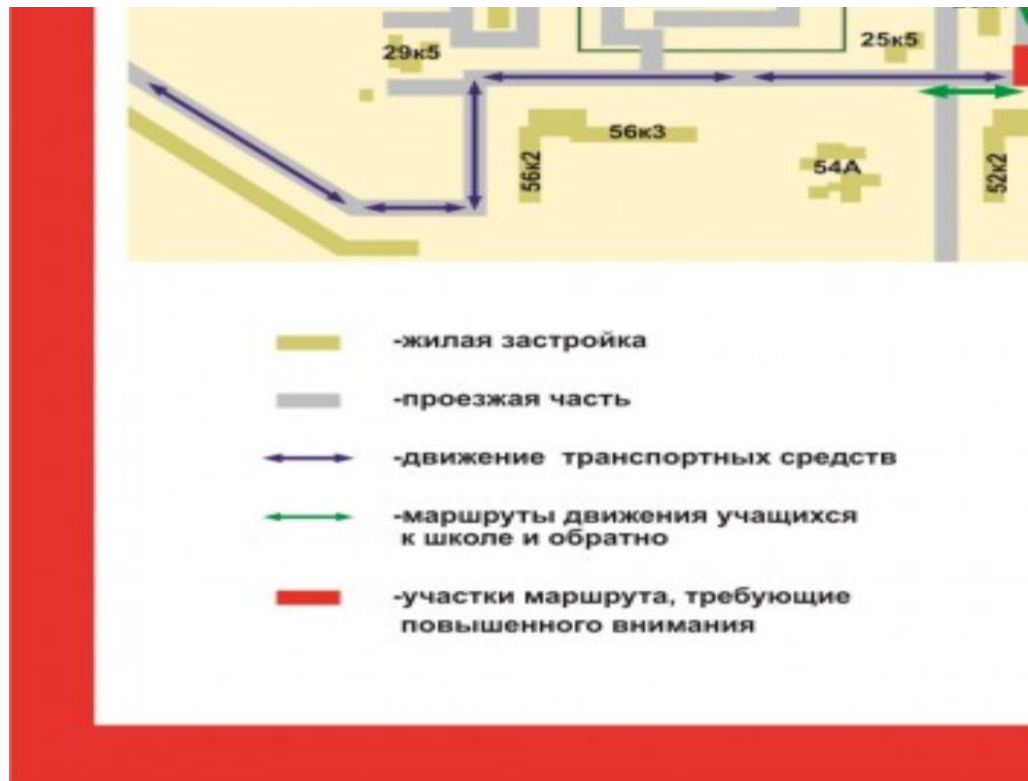 29к5
25к5
56к3
56к2
54А
52к2
-жилая застройка
-проезжая часть
-движение транспортных средств
-маршруты движения учащихся
к школе и обратно
-участки маршрута, требующие
повышенного внимания